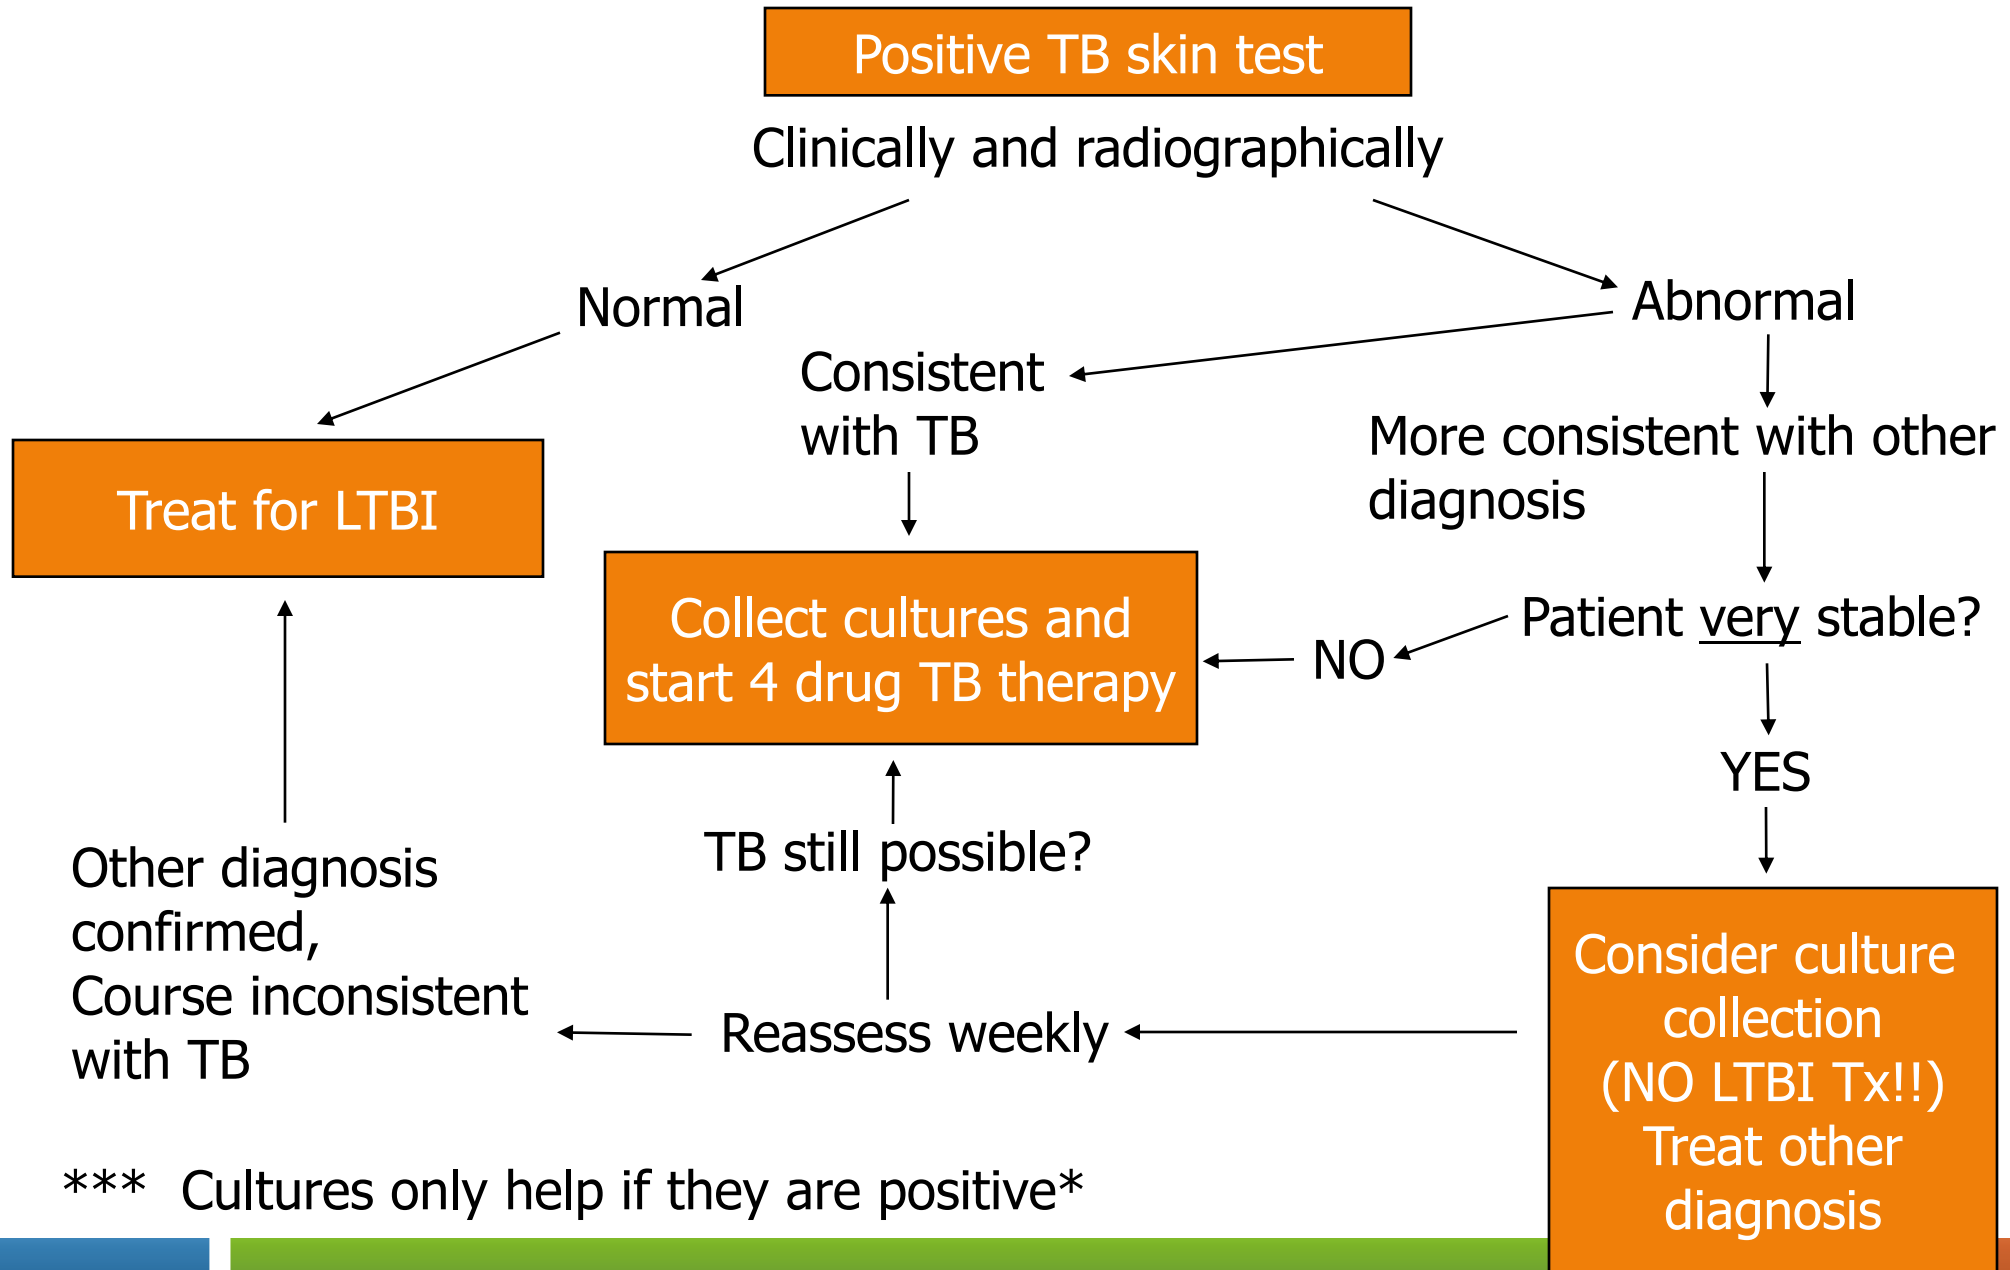 Positive TB skin test
Clinically and radiographically
Normal
Abnormal
Consistent
with TB
More consistent with other
diagnosis
Treat for LTBI
Collect cultures and
start 4 drug TB therapy
Patient very stable?
NO
YES
TB still possible?
Other diagnosis
confirmed,
Course inconsistent
with TB
Reassess weekly
Consider culture
collection
(NO LTBI Tx!!)
Treat other
diagnosis
*** Cultures only help if they are positive*